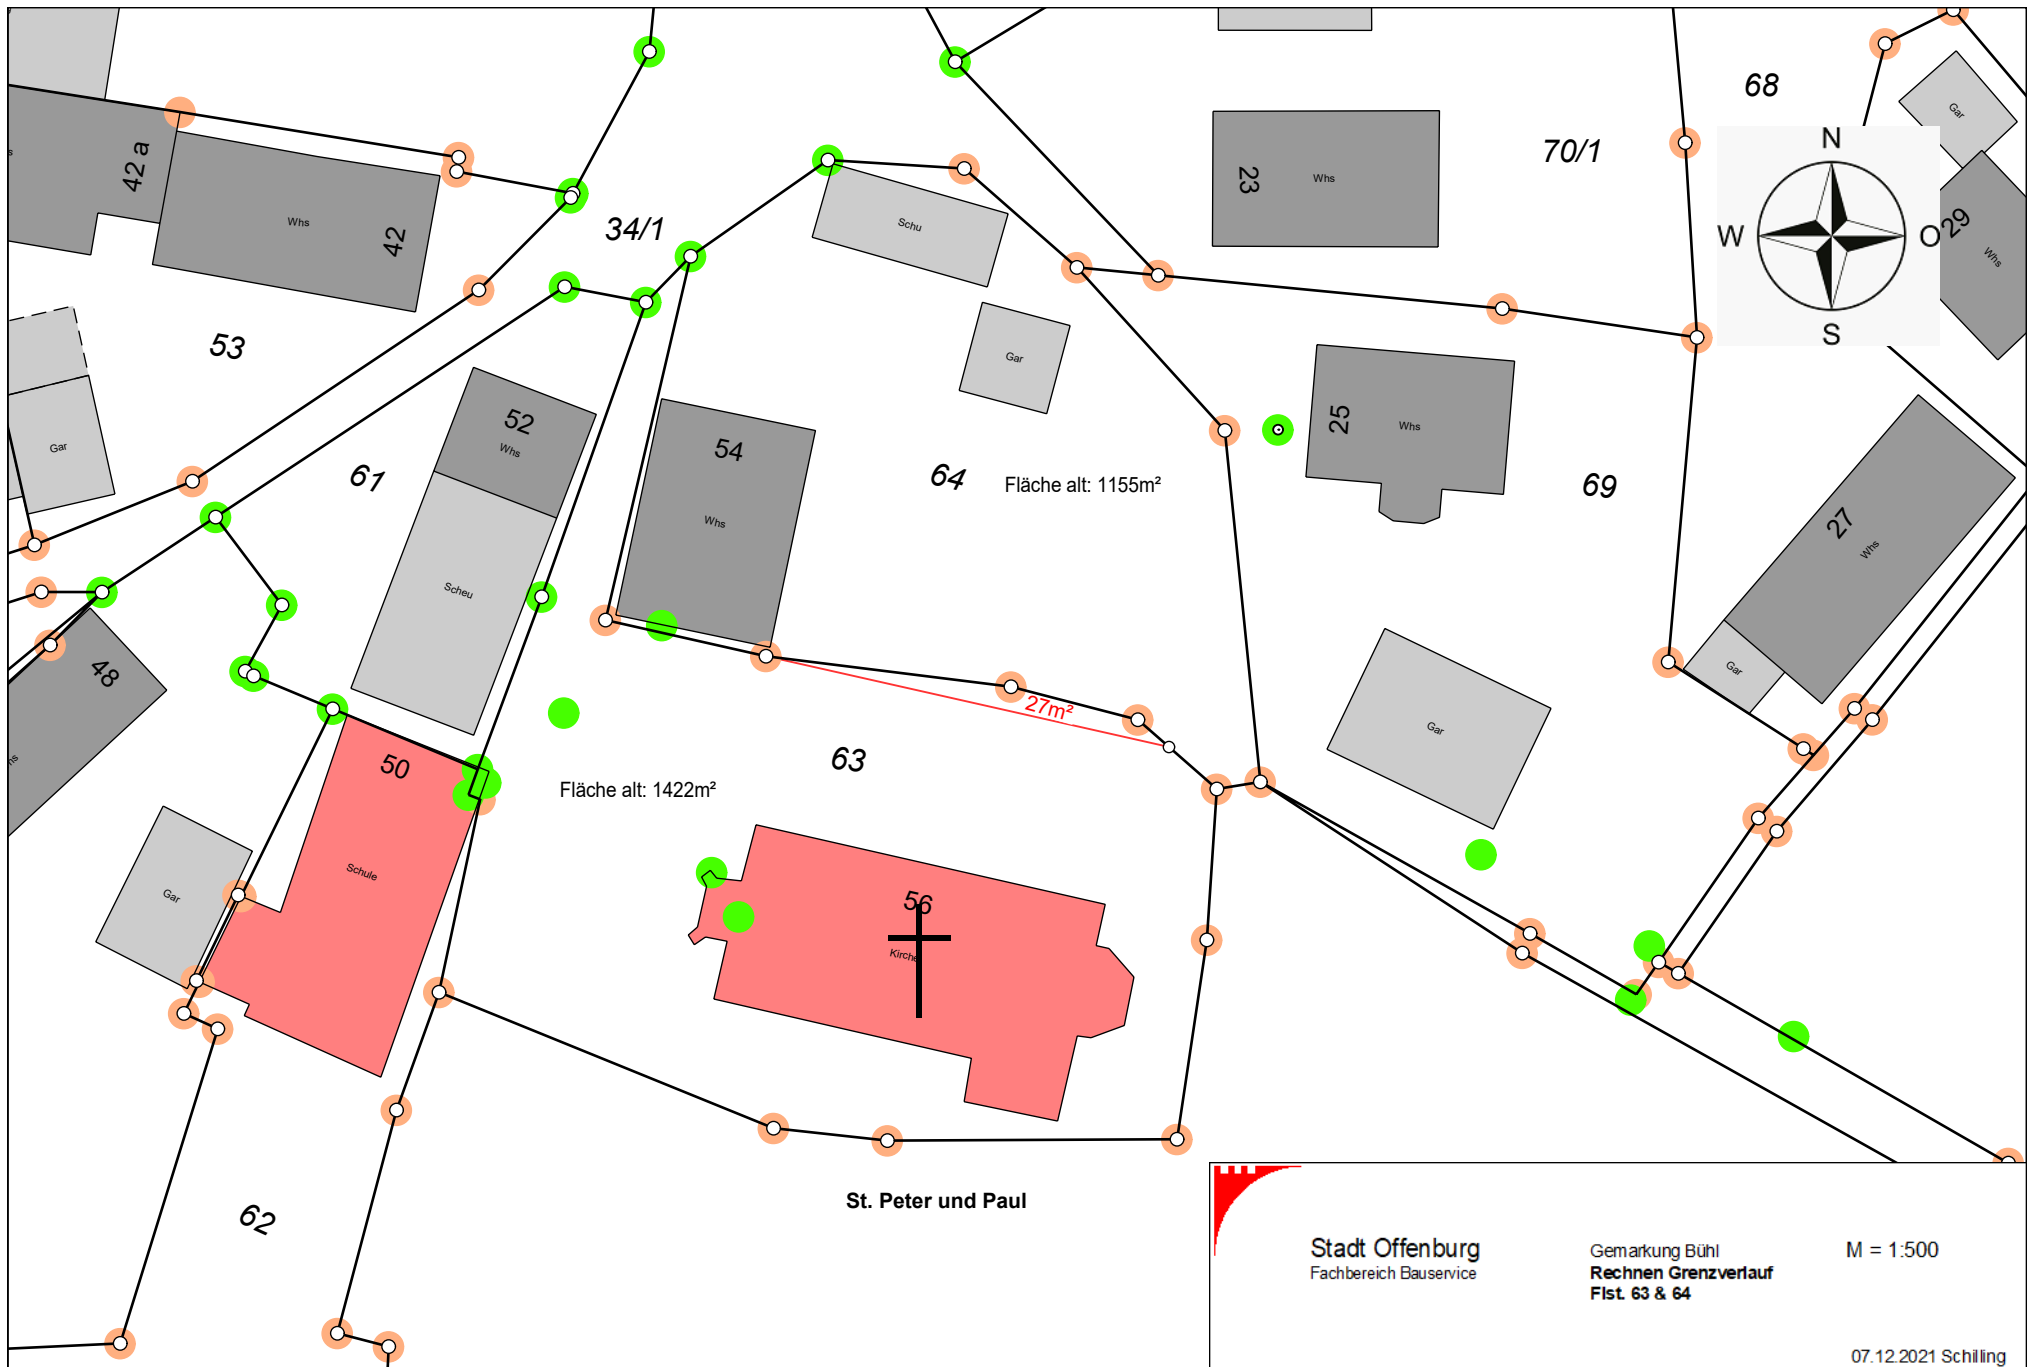 68
Gar
42 a
s
Whs
42
34/1
Schu
23
Whs
70/1
N
W
O
S
29
Whs
53
Gar
Gar
52
Whs
61
54
Whs
64
Fläche alt: 1155m²
25
Whs
69
27
Whs
Gar
Scheu
48
hs
50
Schule
Gar
27m²
63
Fläche alt: 1422m²
Gar
56
Kirche
62
St. Peter und Paul
Stadt Offenburg
Fachbereich Bauservice
Gemarkung Bühl
Rechnen Grenzverlauf
Flst. 63 & 64
M = 1:500
07.12.2021 Schilling